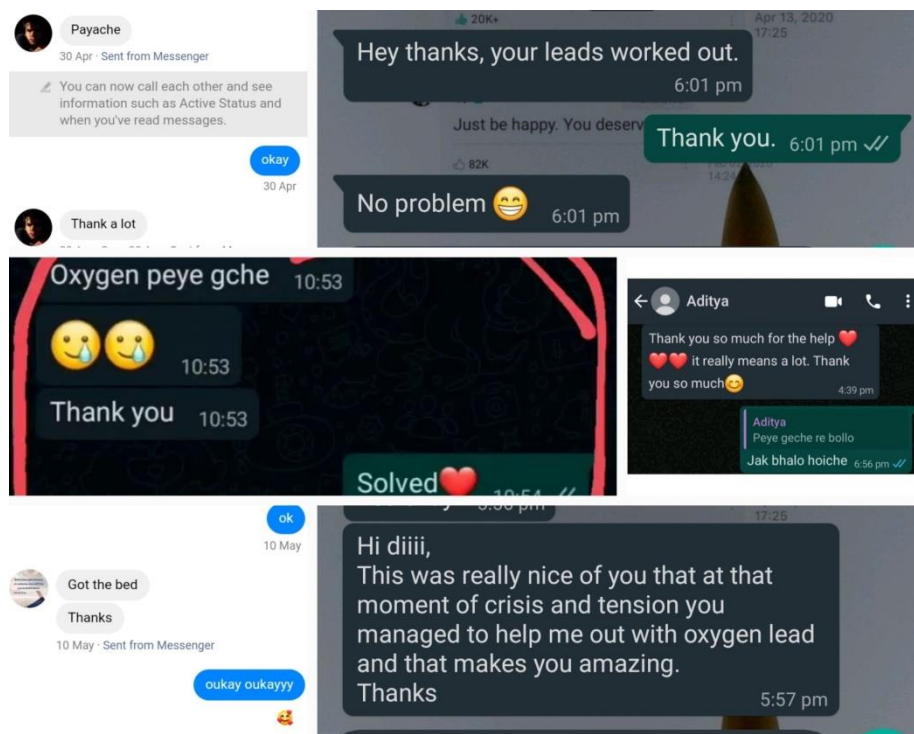 Payache
30 Apr · Sent from Messenger
You can now call each other and see
information such as Active Status and
when you've read messages.
okay
30 Apr
Thank a lot
20K+
Apr 13, 2020
17:25
Hey thanks, your leads worked out.
6:01 pm
Just be happy. You deserv
Thank you. 6:01 pm
82K
14:24
No problem 😁 6:01 pm
Oxygen peye gche 10:53
🥲🥲 10:53
Thank you 10:53
Solved❤️ 10:54
Aditya
Thank you so much for the help ❤️
❤️❤️ it really means a lot. Thank
you so much😊 4:39 pm
Aditya
Peye geche re bollo
Jak bhalo hoiche 6:56 pm
ok
10 May
Got the bed
Thanks
10 May · Sent from Messenger
oukay oukayyy
🥰
17:25
Hi diiii,
This was really nice of you that at that
moment of crisis and tension you
managed to help me out with oxygen lead
and that makes you amazing.
Thanks 5:57 pm